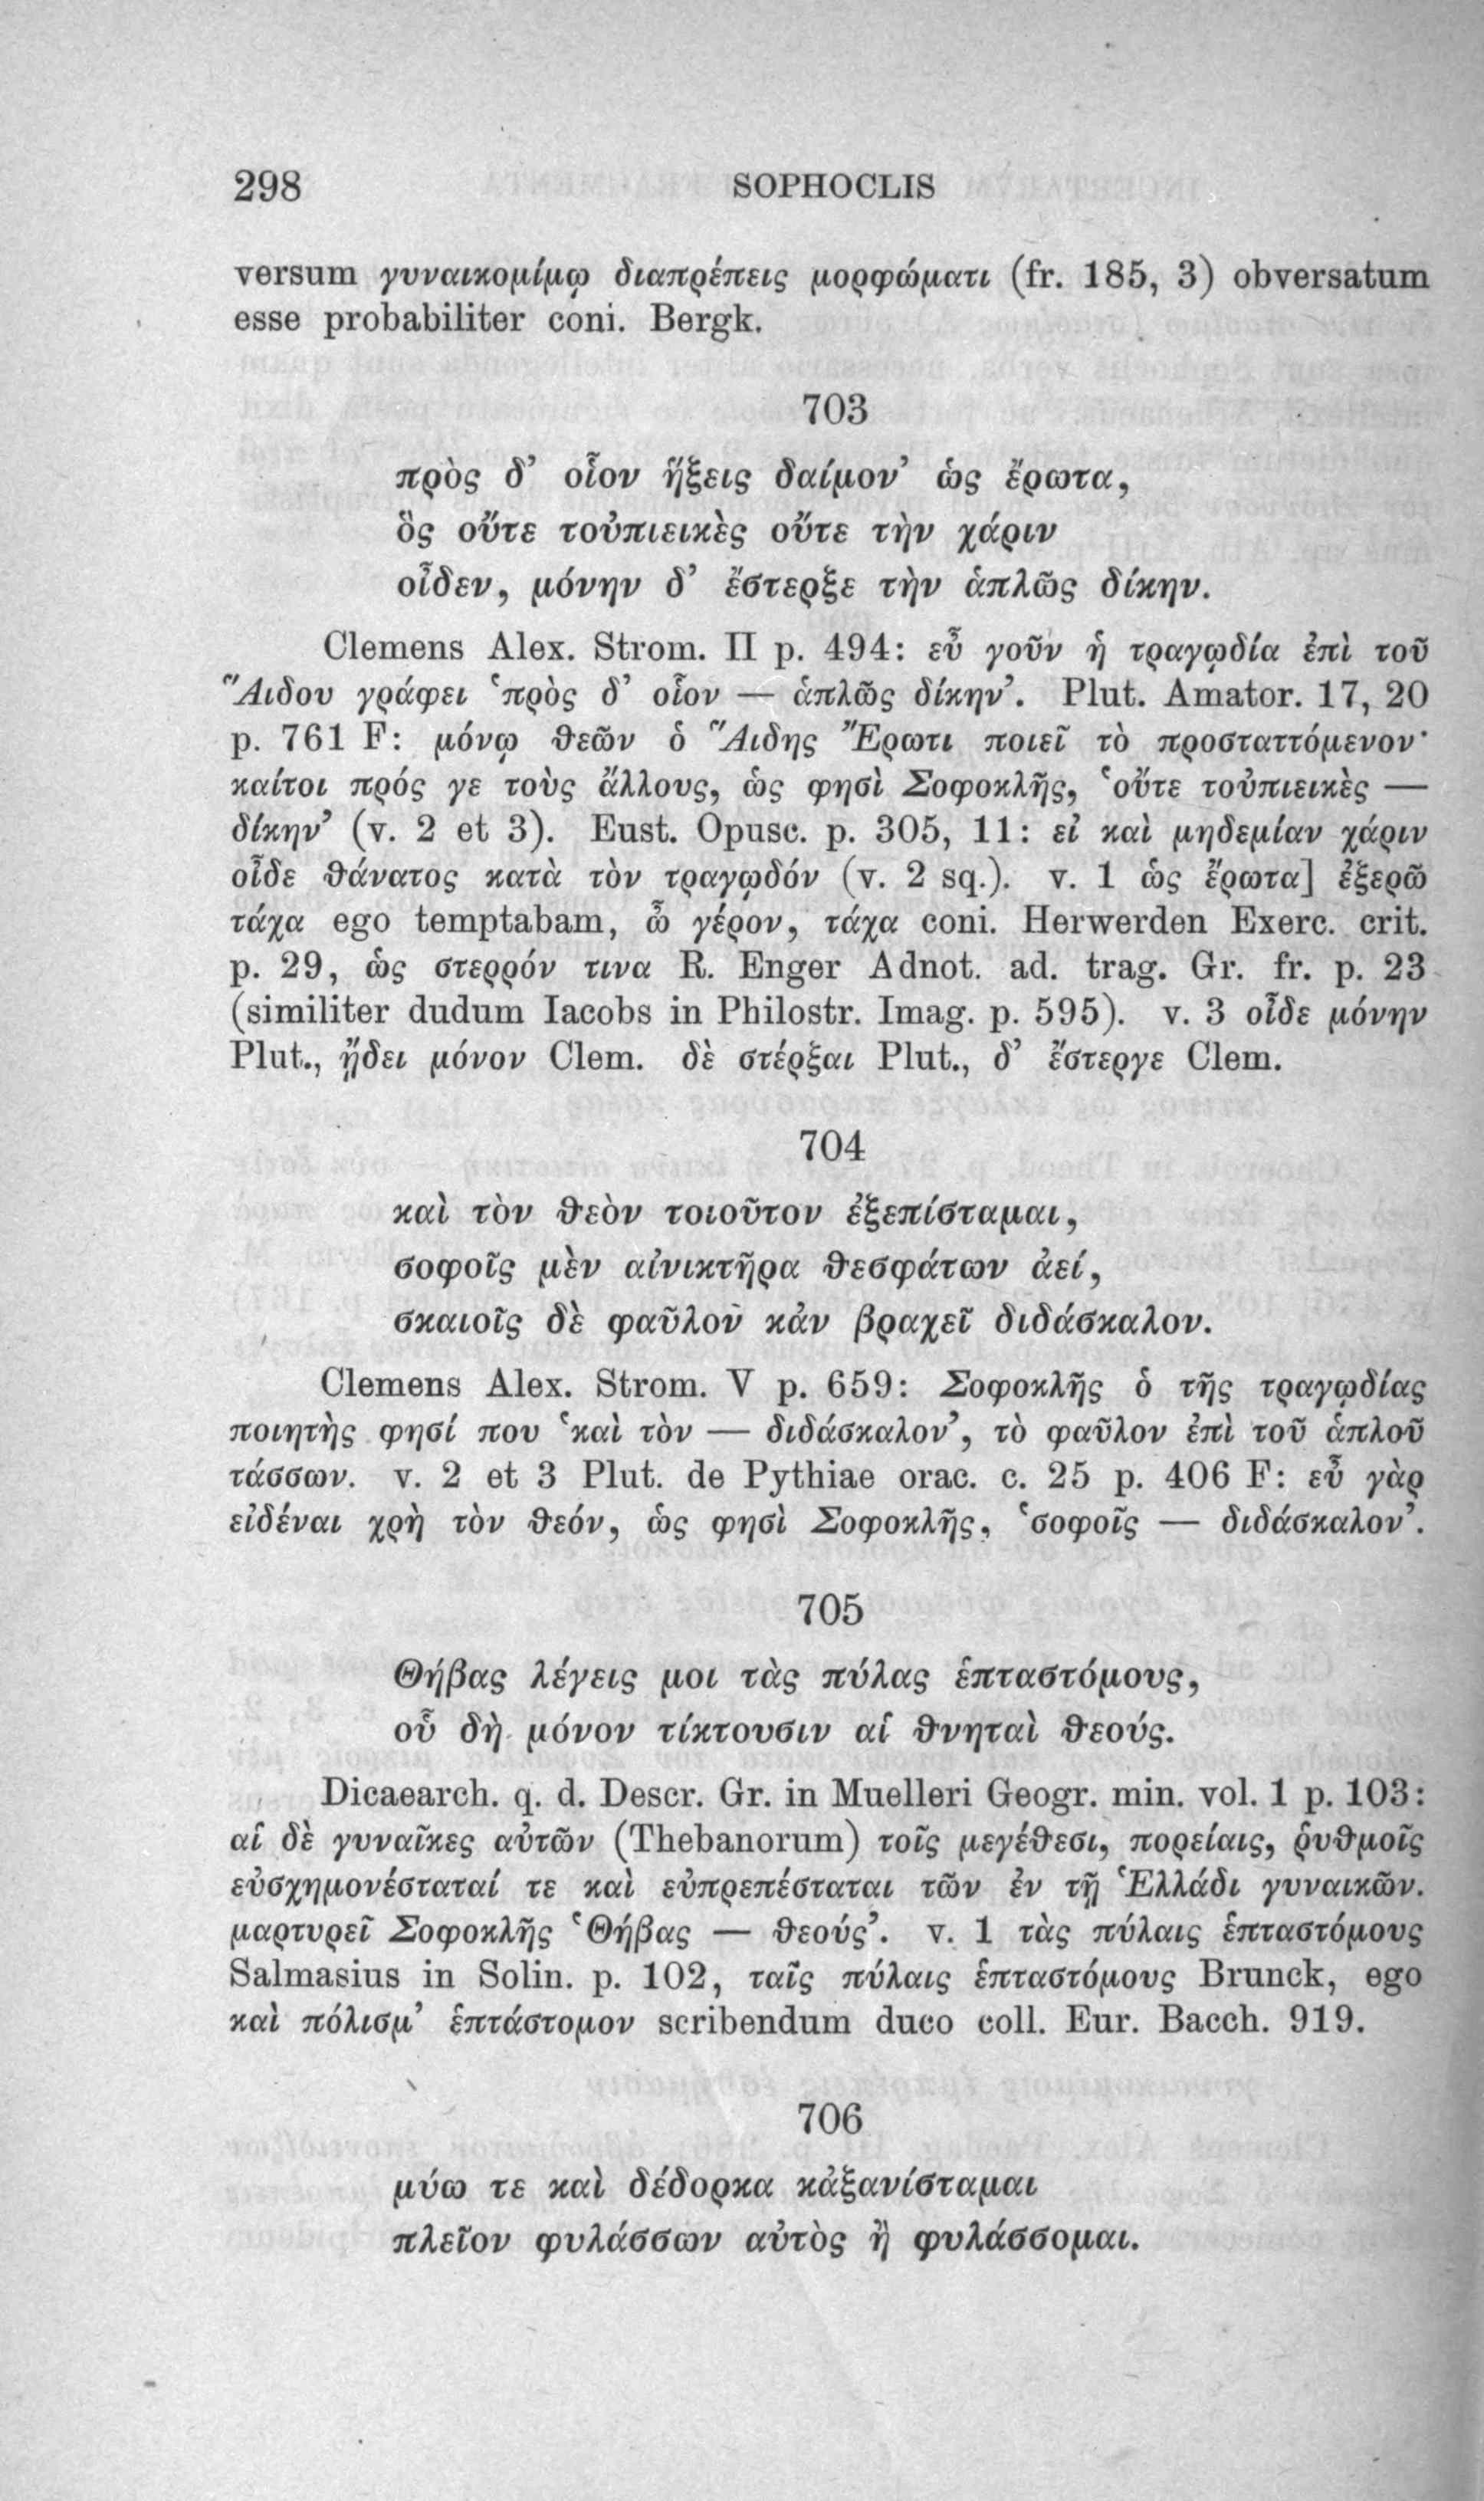 298 SOPHOCLIS
versum γυναικομίμῳ διαπρέπεις μορφώματι (fr. 185, 3) obversatum
esse probabiliter coni. Bergk.
703
πρὸς δ’ οἷον ἥξεις δαίμον’ ὡς ἔρωτα,
ὃς οὔτε τοὐπιεικὲς οὔτε τὴν χάριν
οἶδεν, μόνην δ’ ἔστερξε τὴν ἁπλῶς δίκην.
Clemens Alex. Strom. II p. 494: εὖ γοῦν ἡ τραγῳδία ἐπὶ τοῦ
Ἅιδου γράφει ‘πρὸς δ’ οἷον — ἁπλῶς δίκην’. Plut. Amator. 17, 20
p. 761 F: μόνῳ θεῶν ὁ Ἅιδης Ἔρωτι ποιεῖ τὸ προσταττόμενον·
καίτοι πρός γε τοὺς ἄλλους, ὥς φησὶ Σοφοκλῆς, ‘οὔτε τοὐπιεικὲς —
δίκην’ (v. 2 et 3). Eust. Opusc. p. 305, 11: εἰ καὶ μηδεμίαν χάριν
οἶδε θάνατος κατὰ τὸν τραγῳδόν (v. 2 sq.). v. 1 ὡς ἔρωτα] ἐξερῶ
τάχα ego temptabam, ὦ γέρον, τάχα coni. Herwerden Exerc. crit.
p. 29, ὡς στερρόν τινα R. Enger Adnot. ad. trag. Gr. fr. p. 23
(similiter dudum Iacobs in Philostr. Imag. p. 595). v. 3 οἶδε μόνην
Plut., ᾔδει μόνον Clem. δὲ στέρξαι Plut., δ’ ἔστεργε Clem.
704
καὶ τὸν θεὸν τοιοῦτον ἐξεπίσταμαι,
σοφοῖς μὲν αἰνικτῆρα θεσφάτων ἀεί,
σκαιοῖς δὲ φαῦλον κἀν βραχεῖ διδάσκαλον.
Clemens Alex. Strom. V p. 659: Σοφοκλῆς ὁ τῆς τραγῳδίας
ποιητὴς φησί που ‘καὶ τὸν — διδάσκαλον’, τὸ φαῦλον ἐπὶ τοῦ ἁπλοῦ
τάσσων. v. 2 et 3 Plut. de Pythiae orac. c. 25 p. 406 F: εὖ γὰρ
εἰδέναι χρὴ τὸν θεόν, ὥς φησὶ Σοφοκλῆς, ‘σοφοῖς — διδάσκαλον’.
705
Θήβας λέγεις μοι τὰς πύλας ἑπταστόμους,
οὗ δὴ μόνον τίκτουσιν αἱ θνηταὶ θεούς.
Dicaearch. q. d. Descr. Gr. in Muelleri Geogr. min. vol. 1 p. 103:
αἱ δὲ γυναῖκες αὐτῶν (Thebanorum) τοῖς μεγέθεσι, πορείαις, ῥυθμοῖς
εὐσχημονέσταταί τε καὶ εὐπρεπέσταται τῶν ἐν τῇ Ἑλλάδι γυναικῶν.
μαρτυρεῖ Σοφοκλῆς ‘Θήβας — θεούς’. v. 1 τὰς πύλαις ἑπταστόμους
Salmasius in Solin. p. 102, ταῖς πύλαις ἑπταστόμους Brunck, ego
καὶ πόλισμ’ ἑπτάστομον scribendum duco coll. Eur. Bacch. 919.
706
μύω τε καὶ δέδορκα κἀξανίσταμαι
πλεῖον φυλάσσων αὐτὸς ἢ φυλάσσομαι.